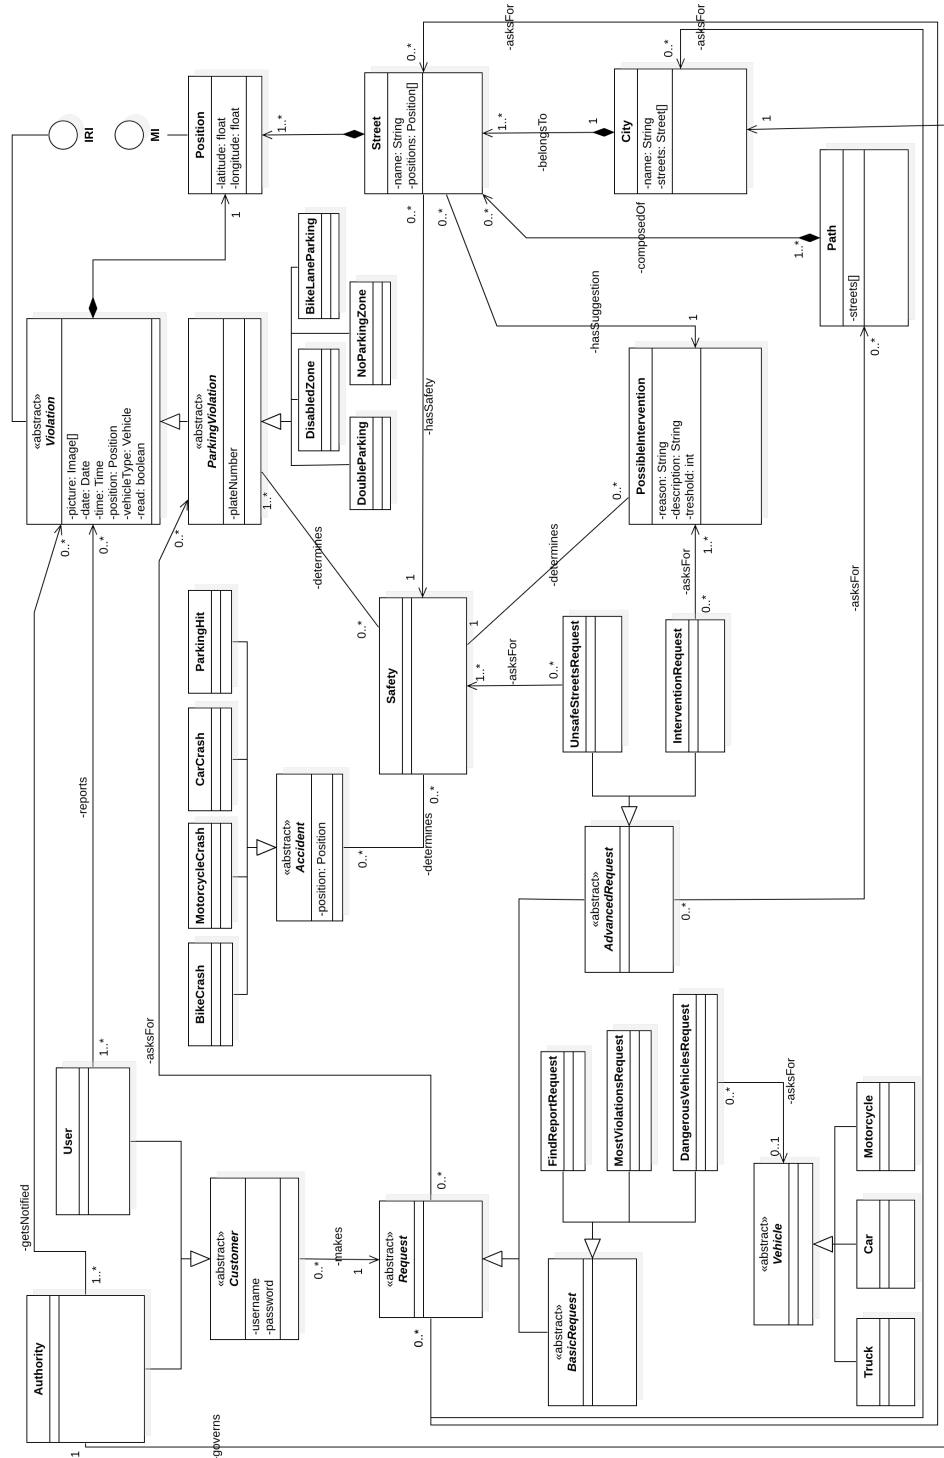 -getsNotified
Authority
1
1..*
-governs
User
1..*
-reports
0..*
0..*
«abstract»
Violation
-picture: Image[]
-date: Date
-time: Time
-position: Position
-vehicleType: Vehicle
-read: boolean
IRI
MI
-asksFor
0..*
BikeCrash
MotorcycleCrash
CarCrash
ParkingHit
«abstract»
ParkingViolation
-plateNumber
1..*
Position
-latitude: float
-longitude: float
1
1..*
«abstract»
Customer
-username
-password
0..*
-makes
1
«abstract»
Accident
-position: Position
0..*
-determines
0..*
-determines
0..*
DisabledZone
BikeLaneParking
DoubleParking
NoParkingZone
«abstract»
Request
0..*
0..*
Safety
1
-hasSafety
0..*
Street
-name: String
-positions: Position[]
0..*
-asksFor
0..*
0..*
1..*
-belongsTo
1
1..*
-asksFor
0..*
1
-determines
0..*
«abstract»
BasicRequest
FindReportRequest
MostViolationsRequest
DangerousVehiclesRequest
0..*
-asksFor
0..1
«abstract»
AdvancedRequest
0..*
UnsafeStreetsRequest
InterventionRequest
0..*
-asksFor
1..*
-hasSuggestion
1
PossibleIntervention
-reason: String
-description: String
-treshold: int
-composedOf
1..*
City
-name: String
-streets: Street[]
0..*
-asksFor
1
«abstract»
Vehicle
Truck
Car
Motorcycle
-asksFor
0..*
Path
-streets[]